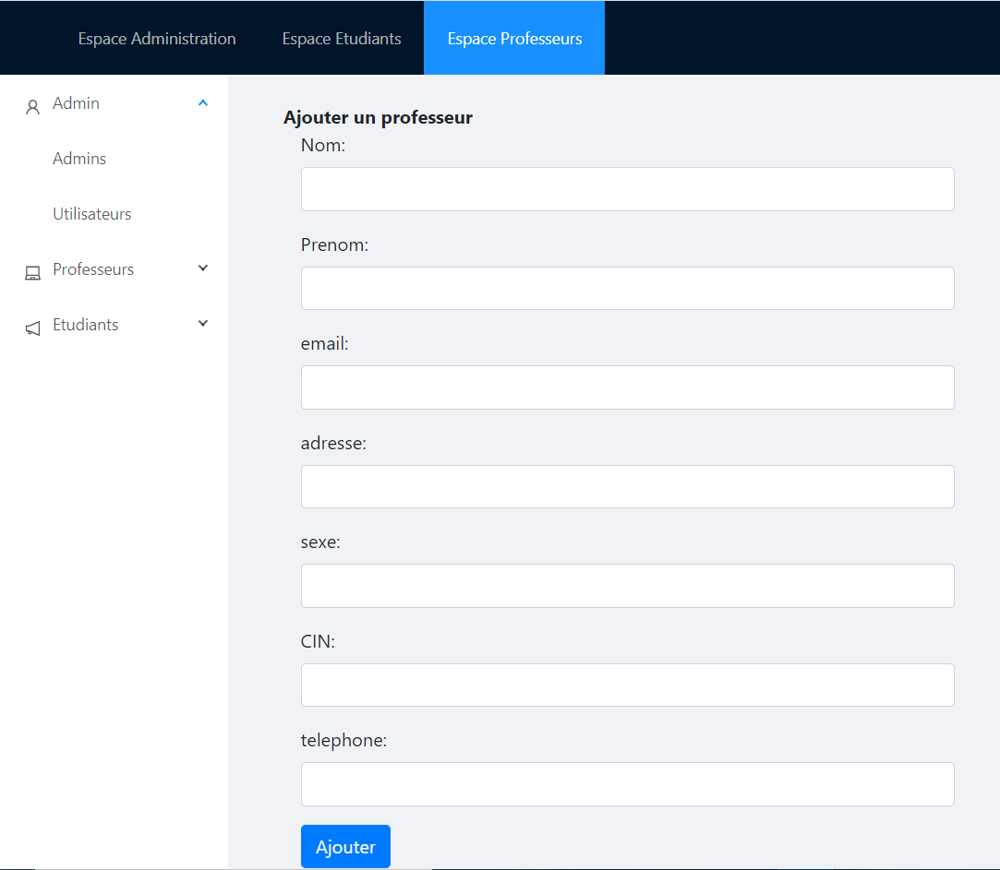 Espace Administration Espace Etudiants Espace Professeurs
Admin
Admins
Utilisateurs
Professeurs
Etudiants
Ajouter un professeur
Nom:
Prenom:
email:
adresse:
sexe:
CIN:
telephone:
Ajouter